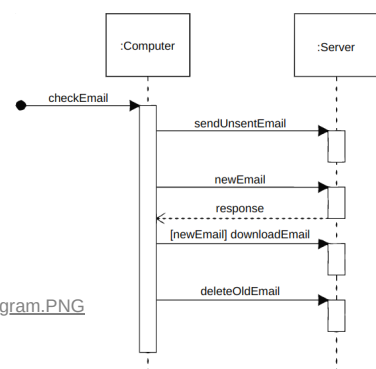 :Computer
:Server
checkEmail
sendUnsentEmail
newEmail
response
[newEmail] downloadEmail
deleteOldEmail
gram.PNG